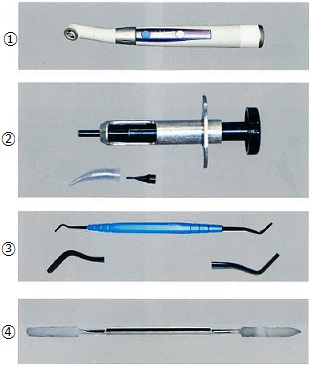 ①
②
③
④